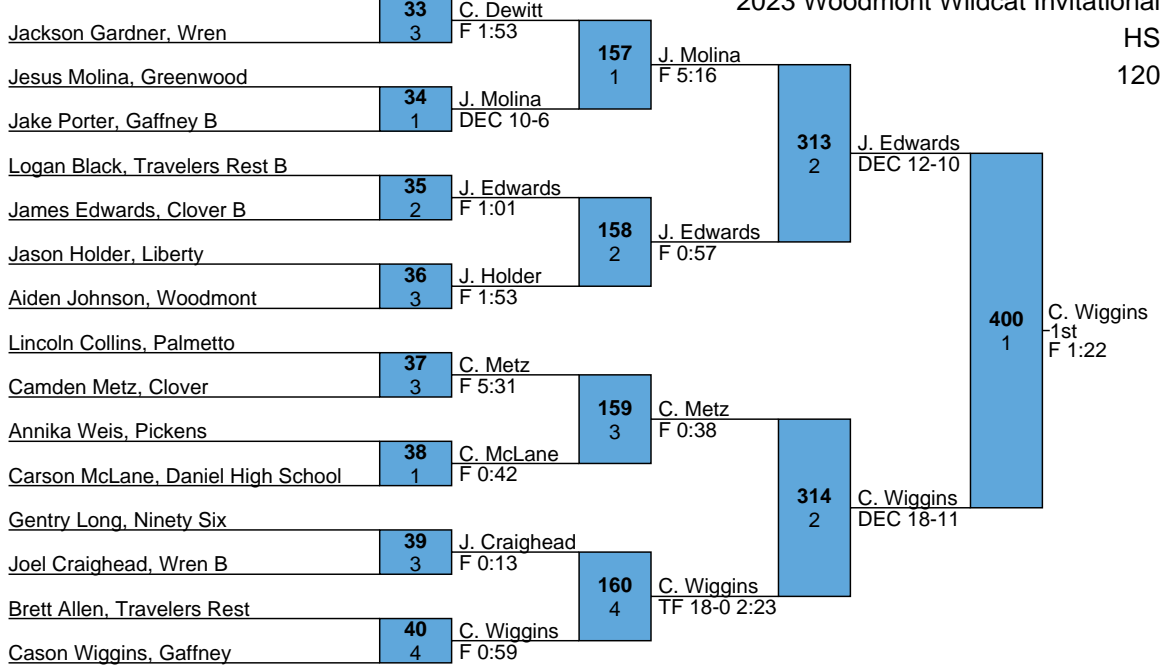 2023 Woodmont Wildcat Invitational
HS
120
33
3
C. Dewitt
F 1:53
Jackson Gardner, Wren
157
1
J. Molina
F 5:16
Jesus Molina, Greenwood
34
1
J. Molina
DEC 10-6
Jake Porter, Gaffney B
313
2
J. Edwards
DEC 12-10
Logan Black, Travelers Rest B
35
2
J. Edwards
F 1:01
James Edwards, Clover B
158
2
J. Edwards
F 0:57
Jason Holder, Liberty
36
3
J. Holder
F 1:53
Aiden Johnson, Woodmont
400
1
C. Wiggins
1st
F 1:22
Lincoln Collins, Palmetto
37
3
C. Metz
F 5:31
Camden Metz, Clover
159
3
C. Metz
F 0:38
Annika Weis, Pickens
38
1
C. McLane
F 0:42
Carson McLane, Daniel High School
314
2
C. Wiggins
DEC 18-11
Gentry Long, Ninety Six
39
3
J. Craighead
F 0:13
Joel Craighead, Wren B
160
4
C. Wiggins
TF 18-0 2:23
Brett Allen, Travelers Rest
40
4
C. Wiggins
F 0:59
Cason Wiggins, Gaffney